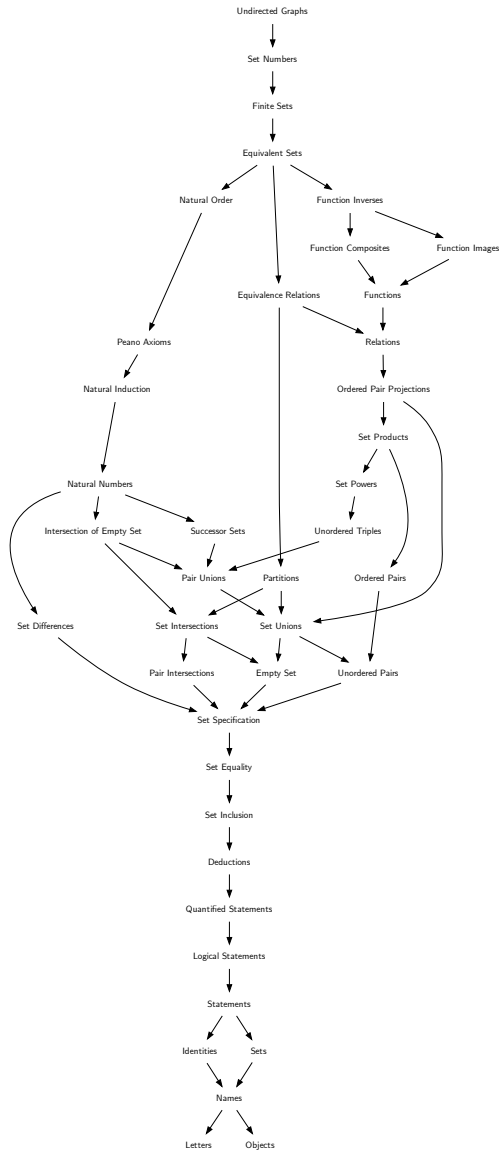 Undirected Graphs
Set Numbers
Finite Sets
Equivalent Sets
Natural Order
Function Inverses
Function Composites
Function Images
Equivalence Relations
Functions
Peano Axioms
Relations
Natural Induction
Ordered Pair Projections
Set Products
Natural Numbers
Set Powers
Intersection of Empty Set
Successor Sets
Unordered Triples
Pair Unions
Partitions
Ordered Pairs
Set Differences
Set Intersections
Set Unions
Pair Intersections
Empty Set
Unordered Pairs
Set Specification
Set Equality
Set Inclusion
Deductions
Quantified Statements
Logical Statements
Statements
Identities
Sets
Names
Letters
Objects